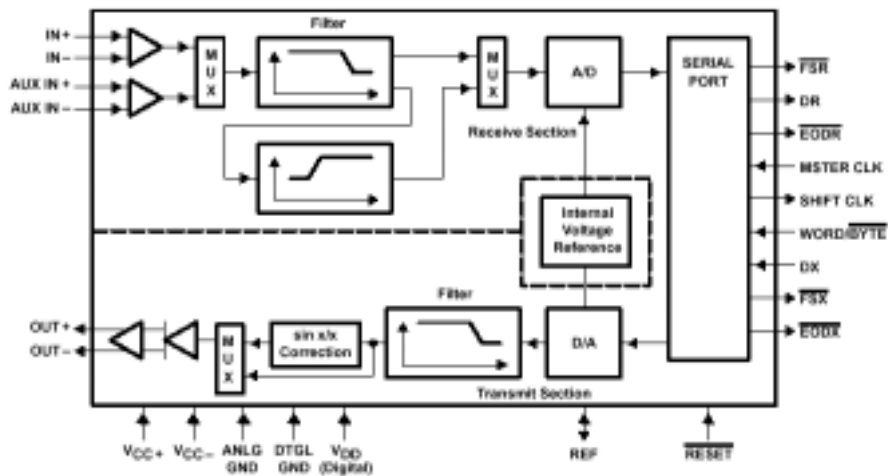 Filter
IN+
IN−
AUX IN+
AUX IN−
MUX
MUX
A/D
SERIAL PORT
Receive Section
Internal
Voltage
Reference
FSR
DR
EODR
MSTER CLK
SHIFT CLK
WORD/BYTE
DX
FSX
EODX
Filter
OUT+
OUT−
MUX
sin x/x
Correction
D/A
Transmit Section
VCC+
VCC−
ANLG
GND
DTGL
GND
VDD
(Digital)
REF
RESET